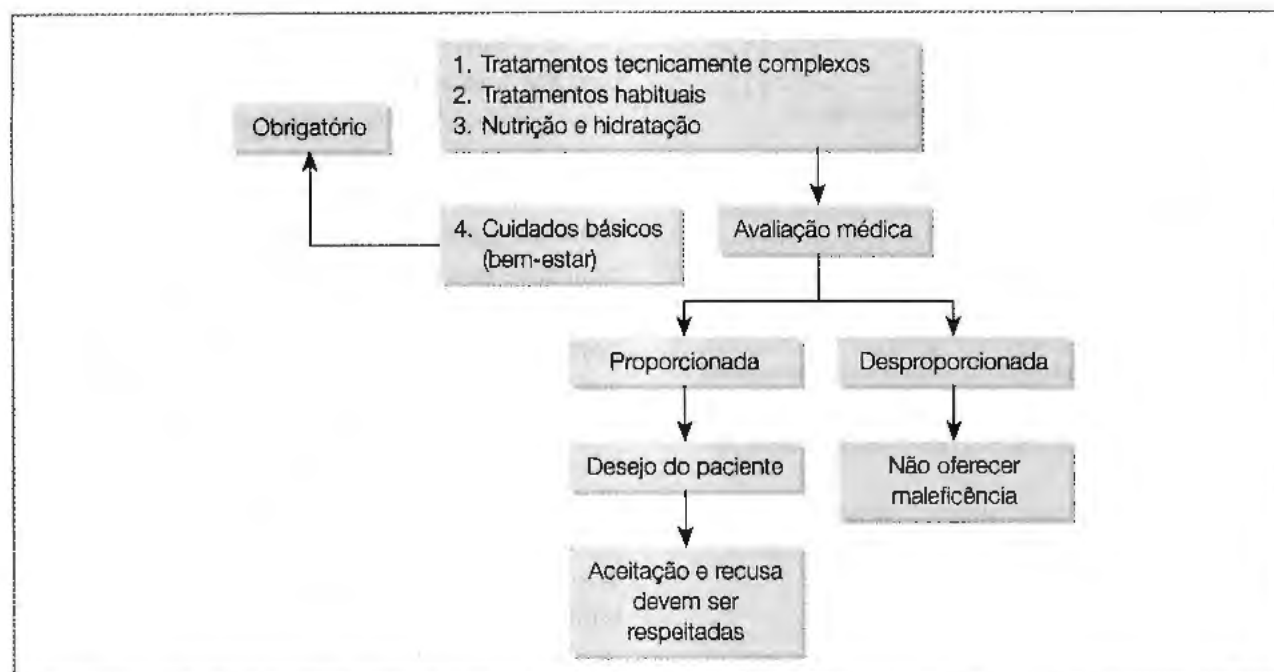 1. Tratamentos tecnicamente complexos
2. Tratamentos habituais
3. Nutrição e hidratação
Obrigatório
4. Cuidados básicos
(bem-estar)
Avaliação médica
Proporcionada
Desproporcionada
Desejo do paciente
Não oferecer
maleficência
Aceitação e recusa
devem ser
respeitadas